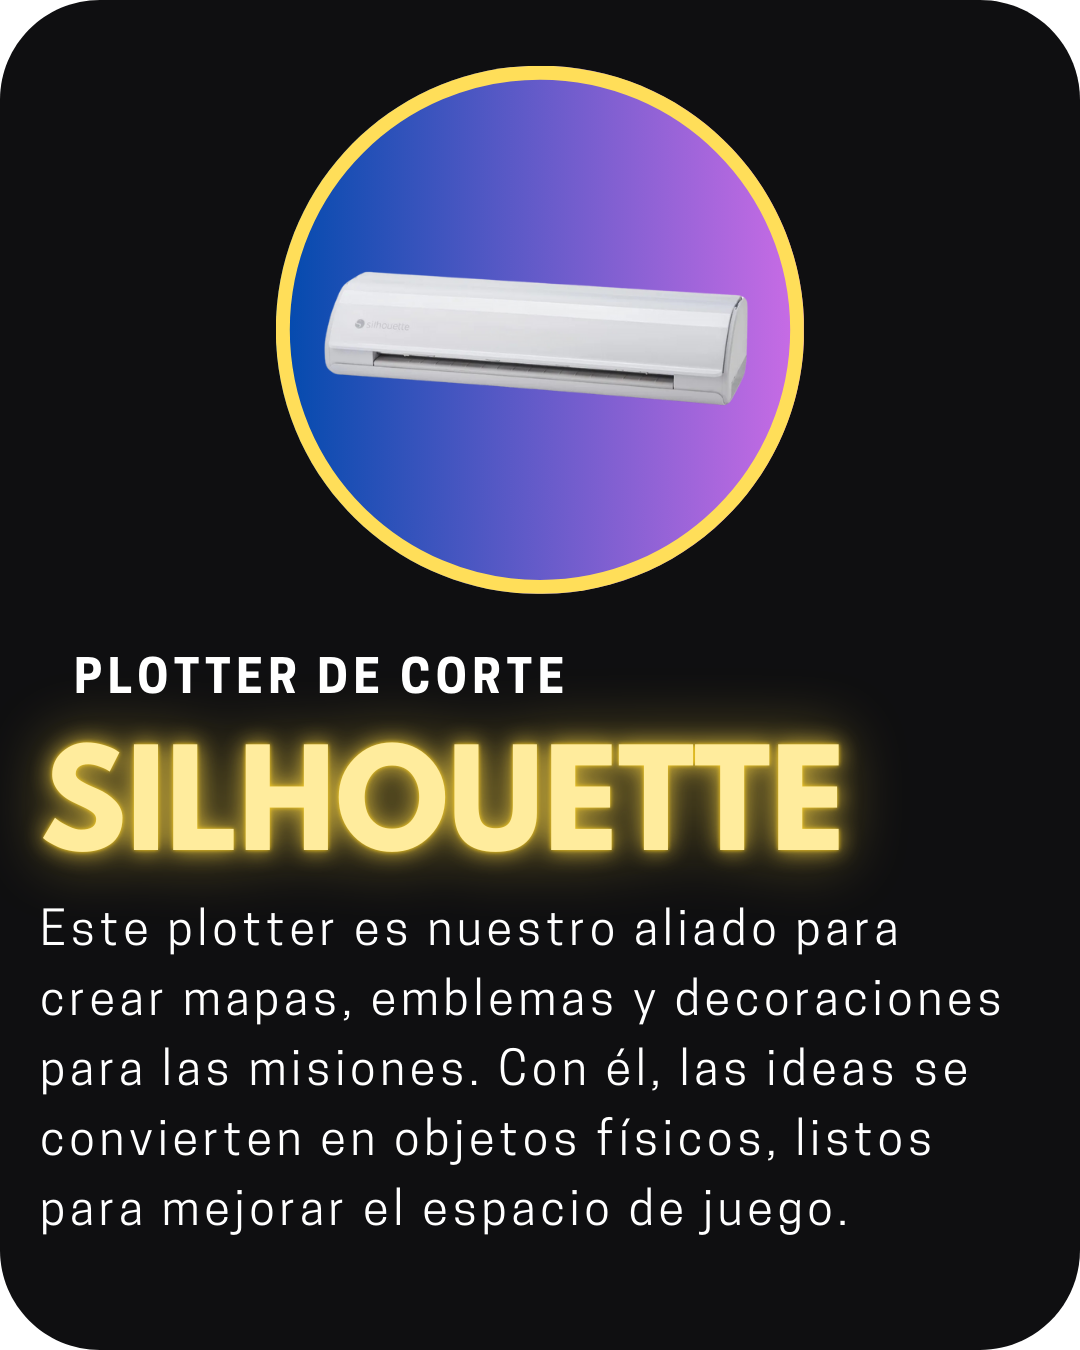 silhouette
PLOTTER DE CORTE
SILHOUETTE
Este plotter es nuestro aliado para
crear mapas, emblemas y decoraciones
para las misiones. Con él, las ideas se
convierten en objetos físicos, listos
para mejorar el espacio de juego.